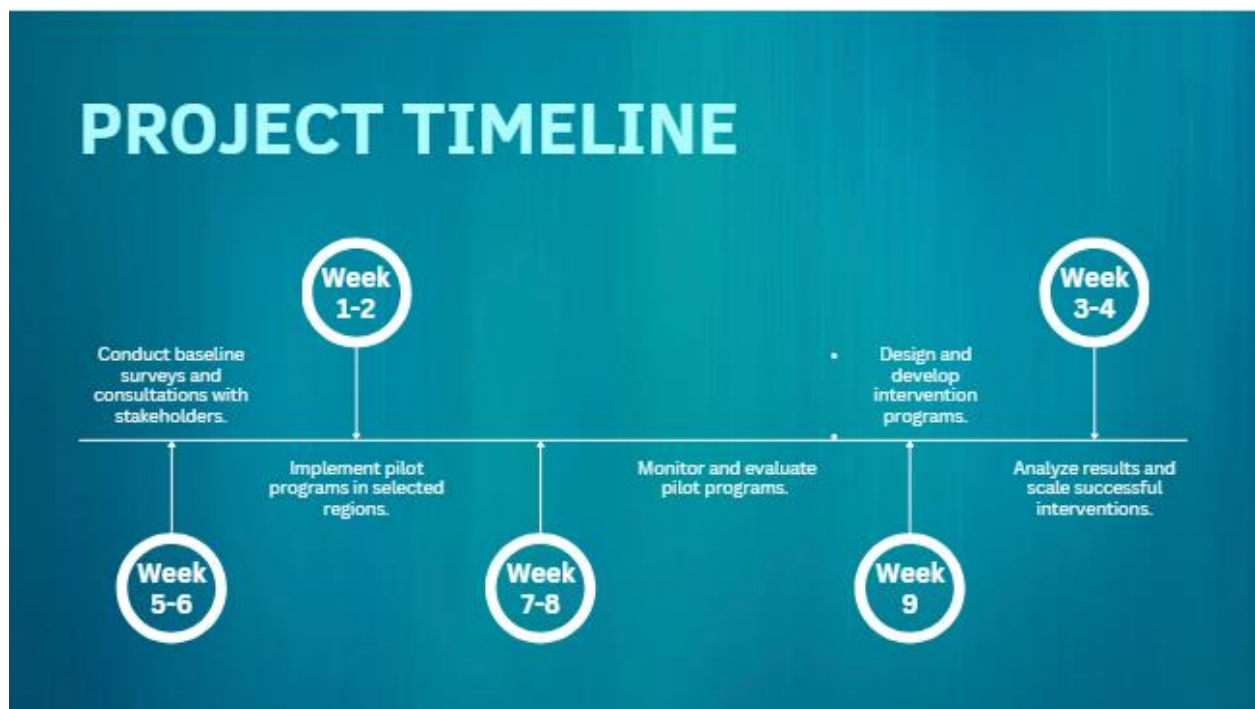 PROJECT TIMELINE
Week
1-2
Week
3-4
Conduct baseline
surveys and
consultations with
stakeholders.
• Design and
develop
intervention
programs.
•
Implement pilot
programs in selected
regions.
Monitor and evaluate
pilot programs.
Analyze results and
scale successful
interventions.
Week
5-6
Week
7-8
Week
9